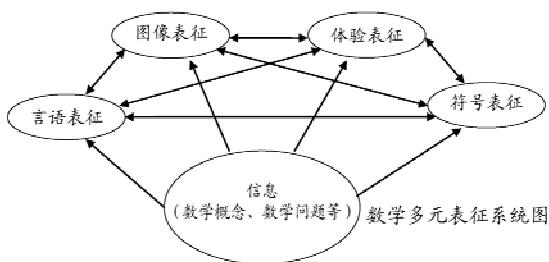 图像表征
体验表征
言语表征
符号表征
信息
（数学概念、数学问题等）
数学多元表征系统图